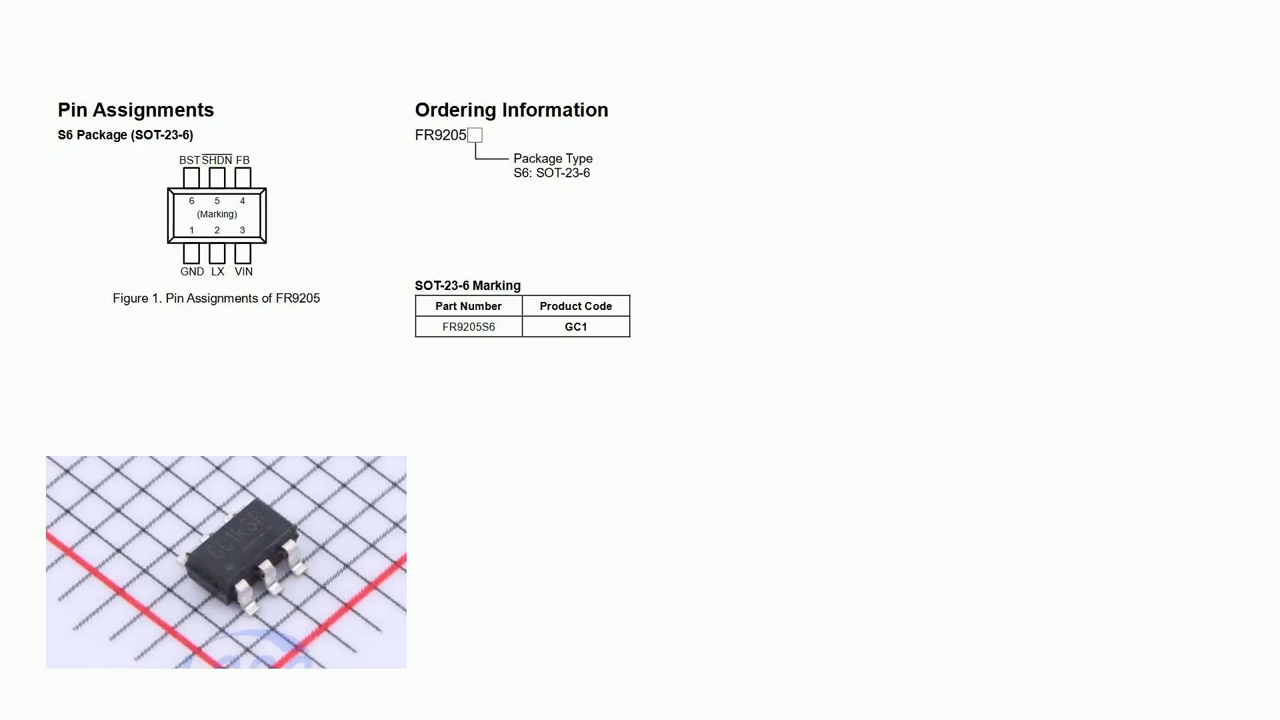 Pin Assignments
S6 Package (SOT-23-6)
BST SHDN FB
6 5 4
(Marking)
1 2 3
GND LX VIN
Figure 1. Pin Assignments of FR9205
Ordering Information
FR9205
Package Type
S6: SOT-23-6
SOT-23-6 Marking
Part Number Product Code
FR9205S6 GC1